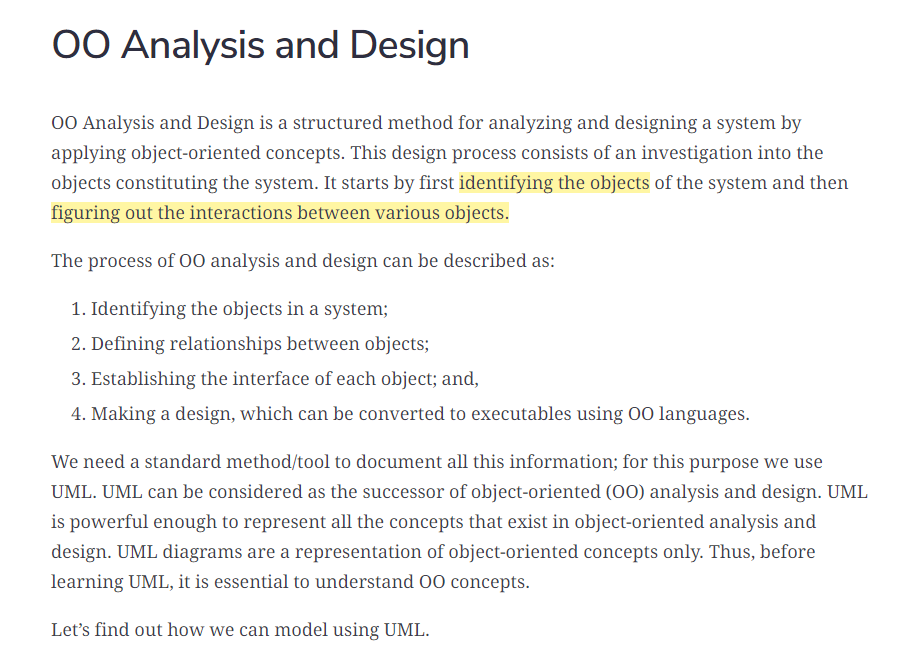 OO Analysis and Design
OO Analysis and Design is a structured method for analyzing and designing a system by
applying object-oriented concepts. This design process consists of an investigation into the
objects constituting the system. It starts by first identifying the objects of the system and then
figuring out the interactions between various objects.
The process of OO analysis and design can be described as:
1. Identifying the objects in a system;
2. Defining relationships between objects;
3. Establishing the interface of each object; and,
4. Making a design, which can be converted to executables using OO languages.
We need a standard method/tool to document all this information; for this purpose we use
UML. UML can be considered as the successor of object-oriented (OO) analysis and design. UML
is powerful enough to represent all the concepts that exist in object-oriented analysis and
design. UML diagrams are a representation of object-oriented concepts only. Thus, before
learning UML, it is essential to understand OO concepts.
Let’s find out how we can model using UML.